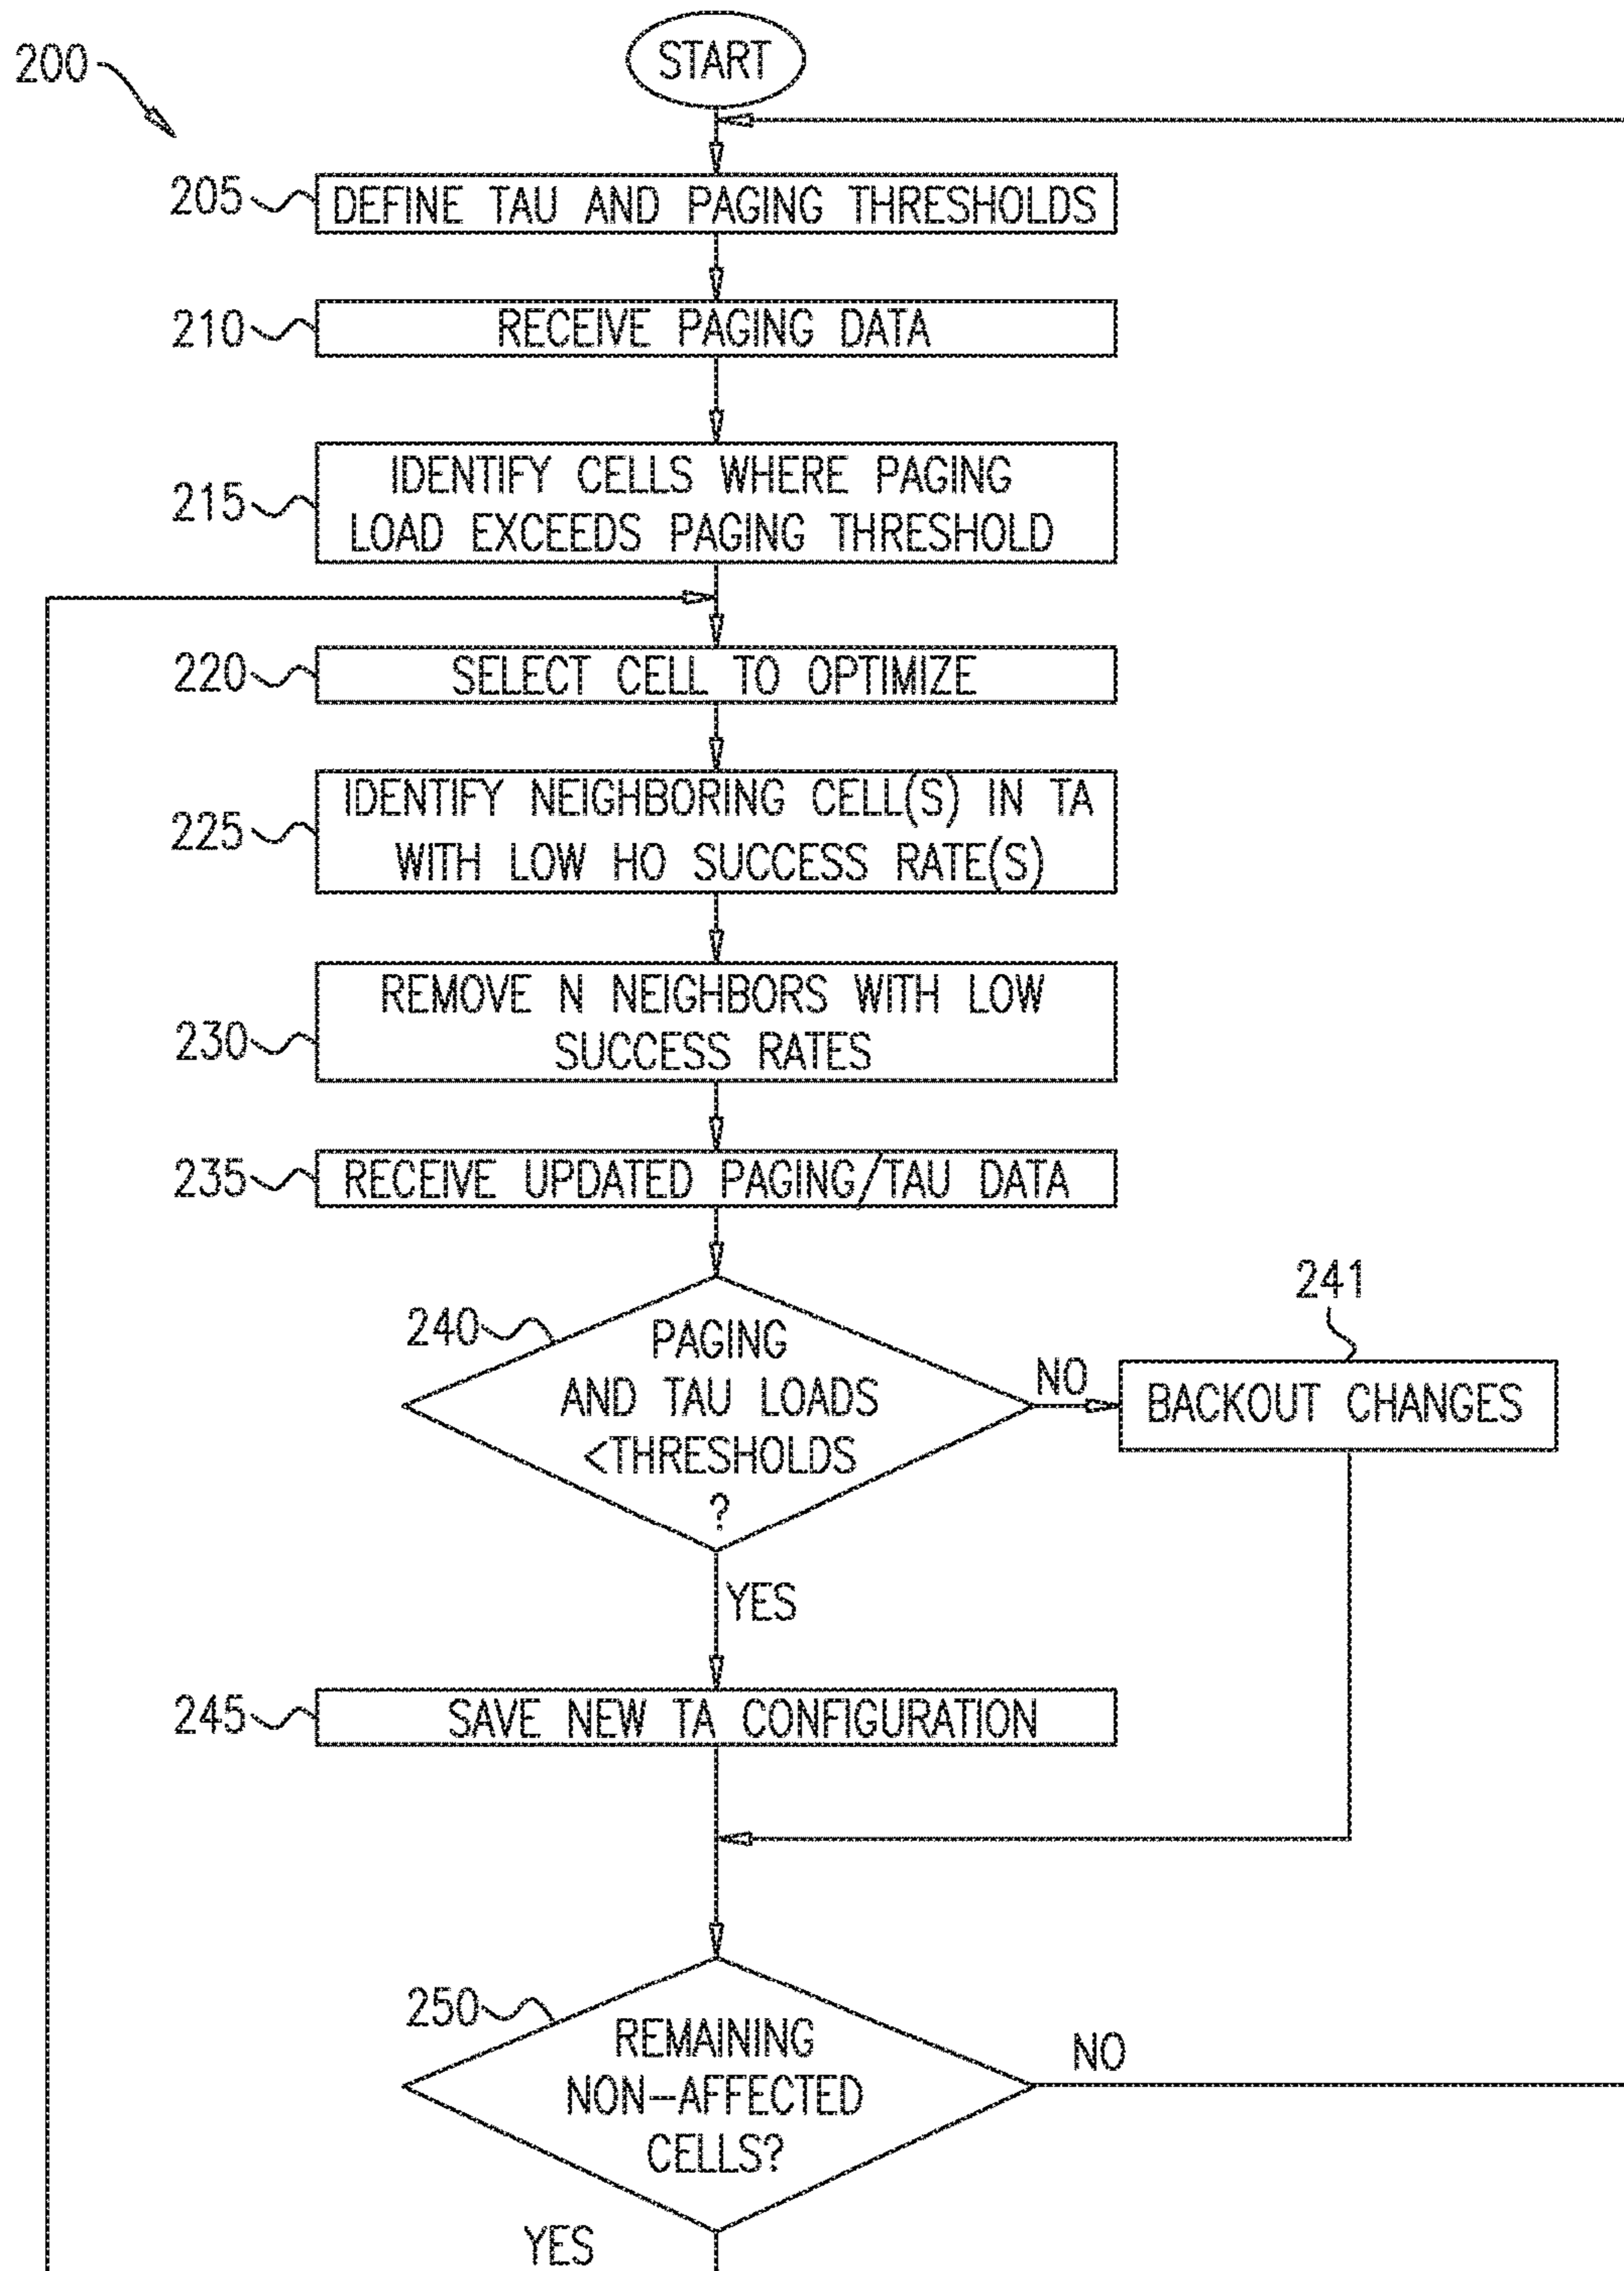 200
START
205
DEFINE TAU AND PAGING THRESHOLDS
210
RECEIVE PAGING DATA
215
IDENTIFY CELLS WHERE PAGING
LOAD EXCEEDS PAGING THRESHOLD
220
SELECT CELL TO OPTIMIZE
225
IDENTIFY NEIGHBORING CELL(S) IN TA
WITH LOW HO SUCCESS RATE(S)
230
REMOVE N NEIGHBORS WITH LOW
SUCCESS RATES
235
RECEIVE UPDATED PAGING/TAU DATA
240
PAGING
AND TAU LOADS
<THRESHOLDS
?
NO
241
BACKOUT CHANGES
YES
245
SAVE NEW TA CONFIGURATION
250
REMAINING
NON-AFFECTED
CELLS?
NO
YES